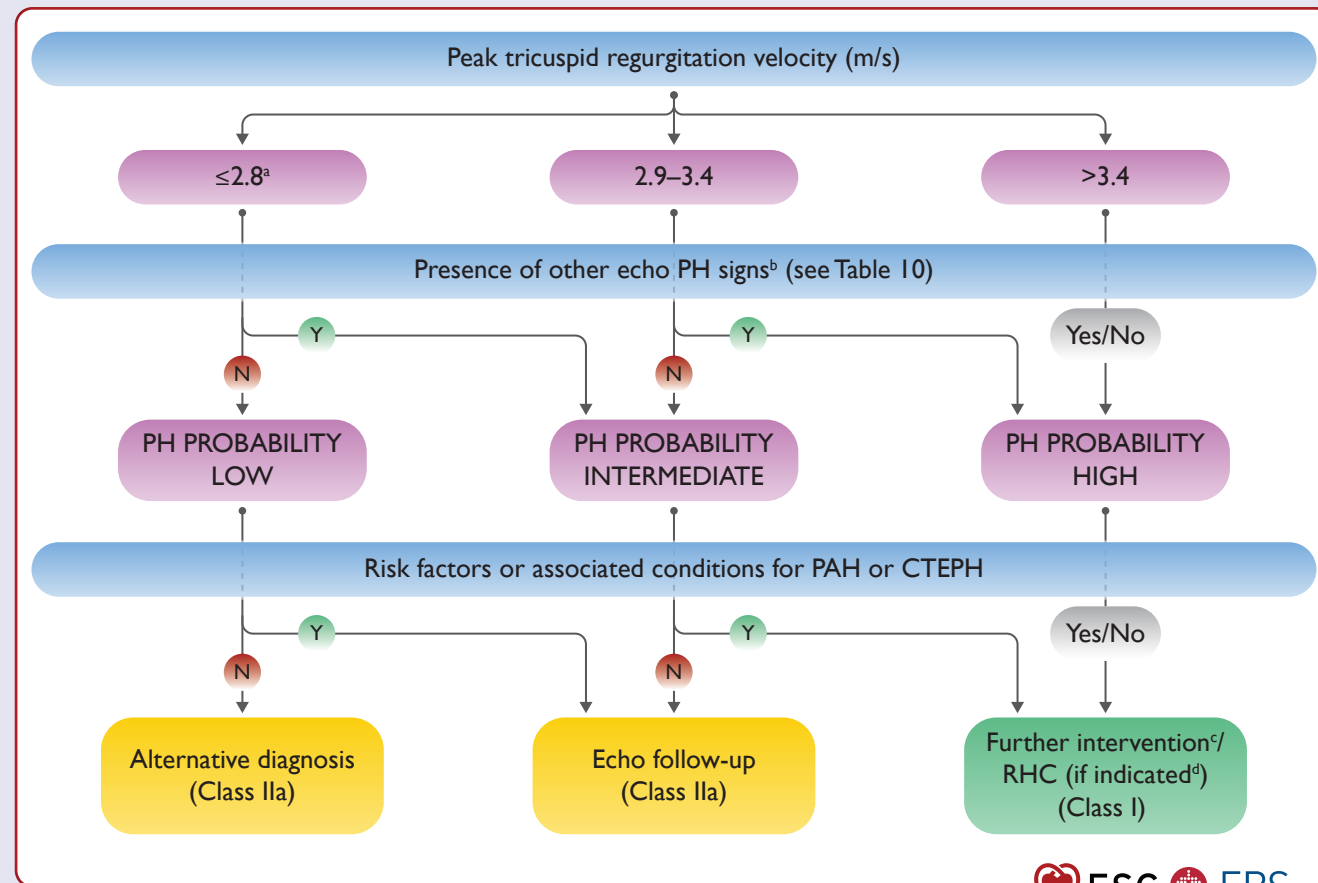 Peak tricuspid regurgitation velocity (m/s)
≤2.8ᵃ
2.9–3.4
>3.4
Presence of other echo PH signsᵇ (see Table 10)
Y
Y
Yes/No
N
N
PH PROBABILITY
LOW
PH PROBABILITY
INTERMEDIATE
PH PROBABILITY
HIGH
Risk factors or associated conditions for PAH or CTEPH
Y
Y
Yes/No
N
N
Alternative diagnosis
(Class IIa)
Echo follow-up
(Class IIa)
Further interventionᶜ/
RHC (if indicatedᵈ)
(Class I)
ESC ERS